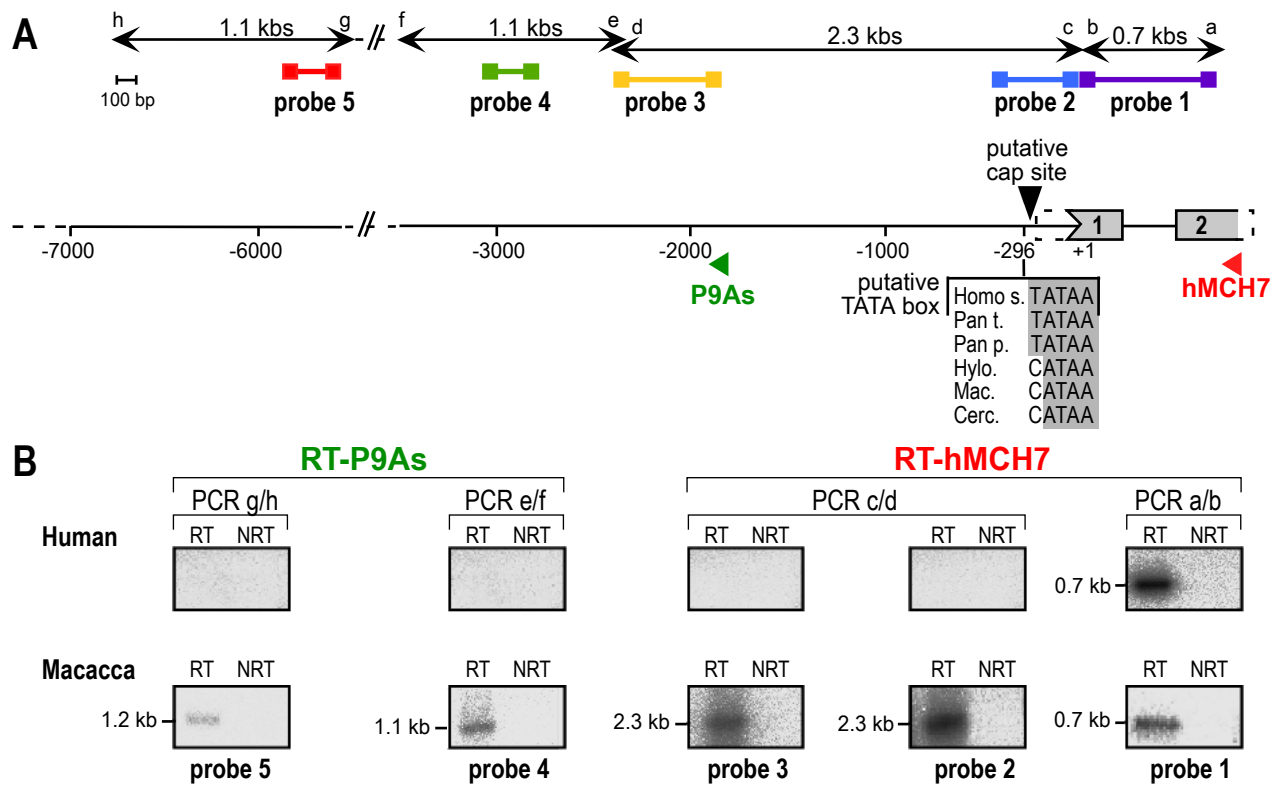 A
h 1.1 kbs g
f 1.1 kbs e
d 2.3 kbs c
b 0.7 kbs a
100 bp
probe 5
probe 4
probe 3
probe 2
probe 1
putative
cap site
1
2
-7000
-6000
-3000
-2000
-1000
-296
+1
P9As
hMCH7
putative
TATA box
Homo s. TATAA
Pan t. TATAA
Pan p. TATAA
Hylo. CATAA
Mac. CATAA
Cerc. CATAA
B
RT-P9As
RT-hMCH7
PCR g/h
PCR e/f
PCR c/d
PCR a/b
Human
RT NRT
RT NRT
RT NRT
RT NRT
RT NRT
0.7 kb
Macacca
RT NRT
RT NRT
RT NRT
RT NRT
RT NRT
1.2 kb
1.1 kb
2.3 kb
2.3 kb
0.7 kb
probe 5
probe 4
probe 3
probe 2
probe 1